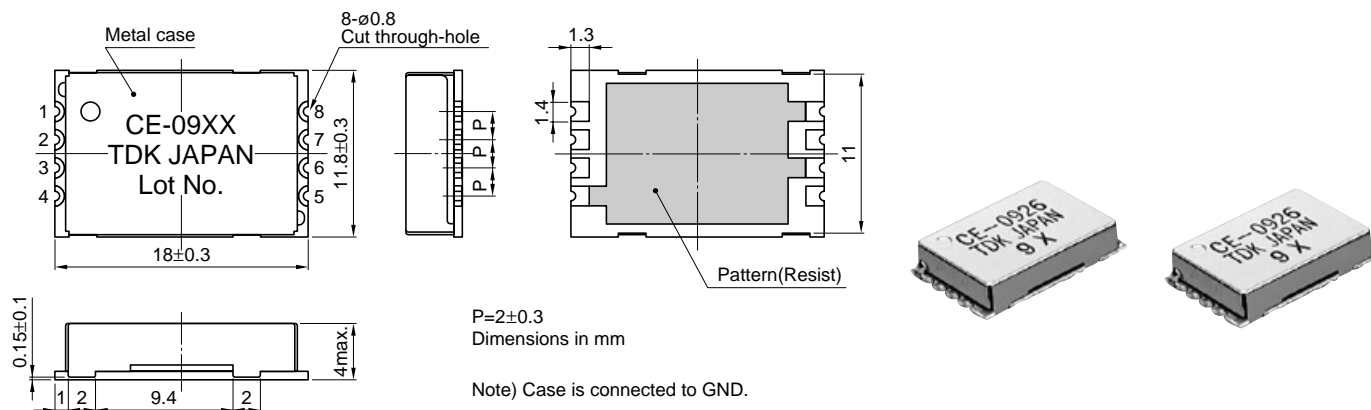 Metal case
8-ø0.8
Cut through-hole
1
2
3
4
8
7
6
5
CE-09XX
TDK JAPAN
Lot No.
11.8±0.3
18±0.3
P
P
P
1.3
1.4
11
Pattern(Resist)
0.15±0.1
4max.
1
2
9.4
2
P=2±0.3
Dimensions in mm
Note) Case is connected to GND.
CE-0926
TDK JAPAN
9 X
CE-0926
TDK JAPAN
9 X